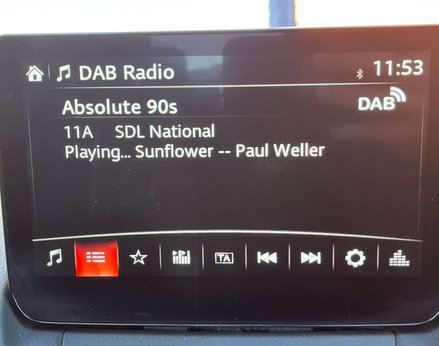 DAB Radio
11:53
Absolute 90s
DAB
11A SDL National
Playing... Sunflower -- Paul Weller
TA